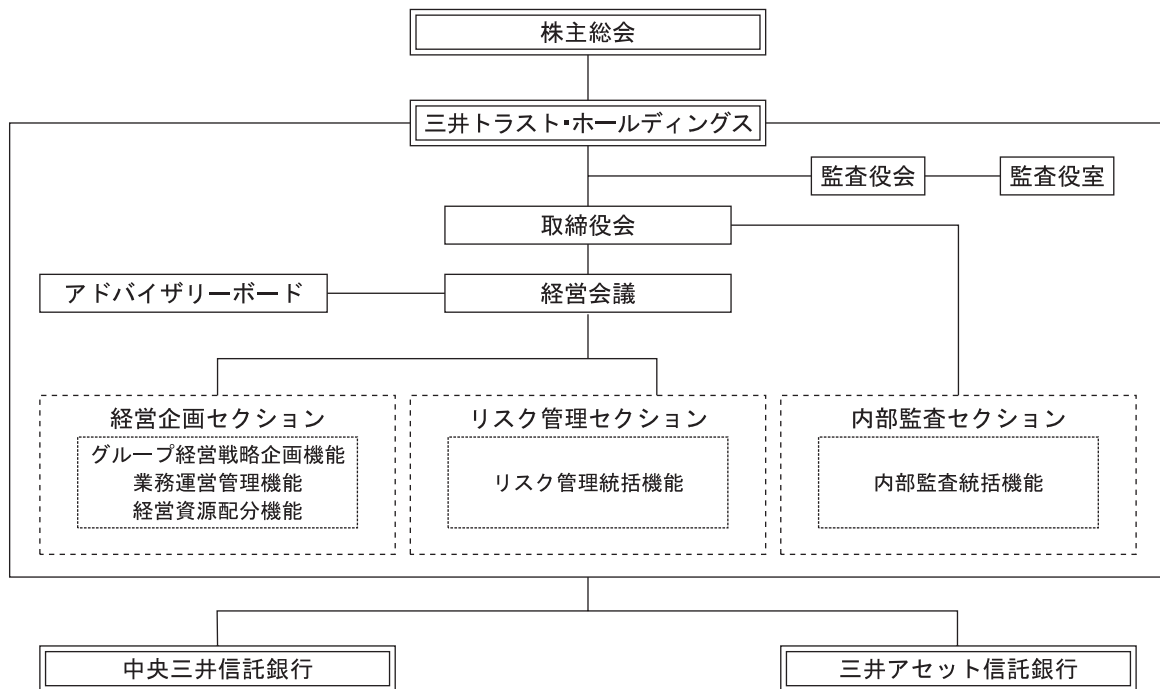 株主総会
三井トラスト・ホールディングス
監査役会
監査役室
取締役会
アドバイザリーボード
経営会議
経営企画セクション
グループ経営戦略企画機能
業務運営管理機能
経営資源配分機能
リスク管理セクション
リスク管理統括機能
内部監査セクション
内部監査統括機能
中央三井信託銀行
三井アセット信託銀行